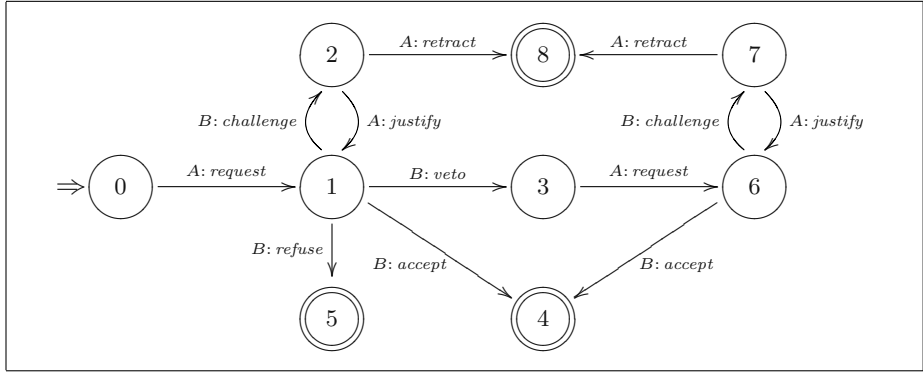 2 A: retract 8 A: retract 7
B: challenge A: justify B: challenge A: justify
⇒ 0 A: request 1 B: veto 3 A: request 6
B: refuse B: accept B: accept
5 4